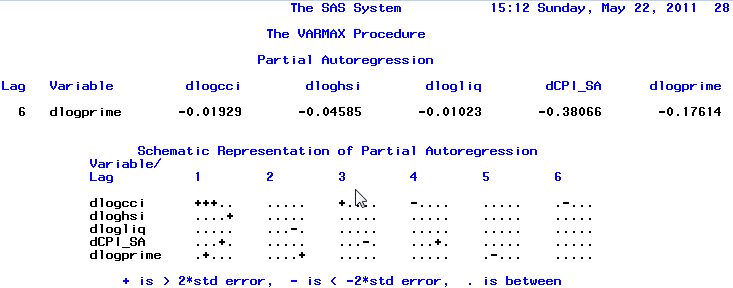 The SAS System 15:12 Sunday, May 22, 2011 28
The VARMAX Procedure
Partial Autoregression
Lag Variable dlogcci dloghsi dlogliq dCPI_SA dlogprime
6 dlogprime -0.01929 -0.04585 -0.01023 -0.38066 -0.17614
Schematic Representation of Partial Autoregression
Variable/
Lag 1 2 3 4 5 6
dlogcci +++.. ..... +.... -.... ..... .-...
dloghsi ....+ ..... ..... ..... ..... .....
dlogliq ..... ...-. ..... ..... ..... .....
dCPI_SA ...+. ..... ...-. ...+. ..... .....
dlogprime .+... ....+ ..... ..... .-... .....
+ is > 2*std error, - is < -2*std error, . is between